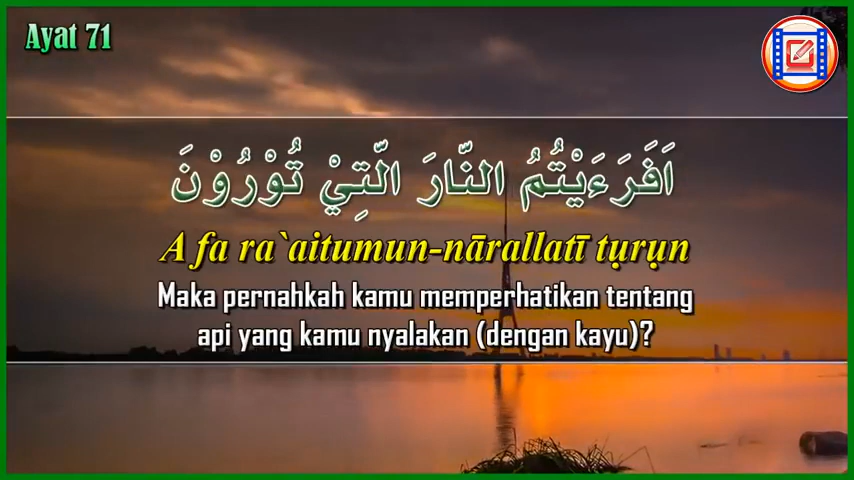 Ayat 71
اَفَرَءَيْتُمُ النَّارَ الَّتِيْ تُوْرُوْنَ
A fa ra`aitumun-nārallatī tụrụn
Maka pernahkah kamu memperhatikan tentang
api yang kamu nyalakan (dengan kayu)?